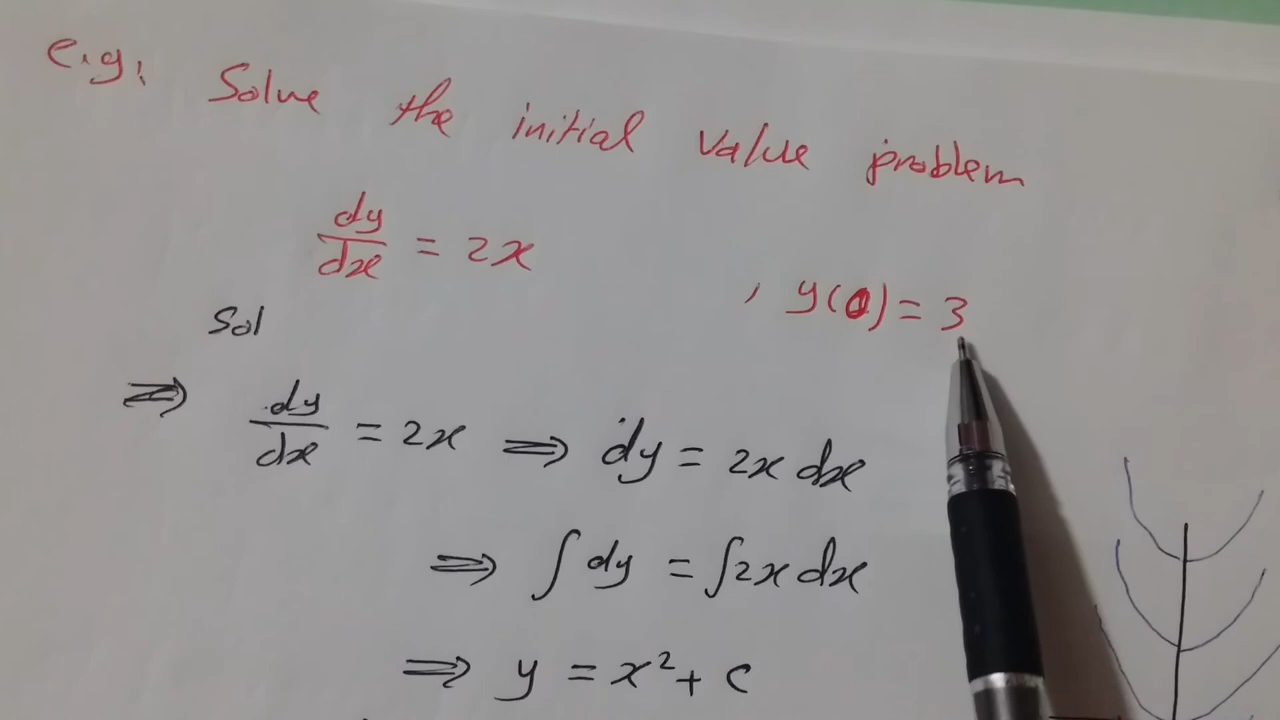 e.g: Solve the initial value problem
dy/dx = 2x , y(0) = 3
Sol
⇒ dy/dx = 2x ⇒ dy = 2x dx
⇒ ∫ dy = ∫ 2x dx
⇒ y = x² + c